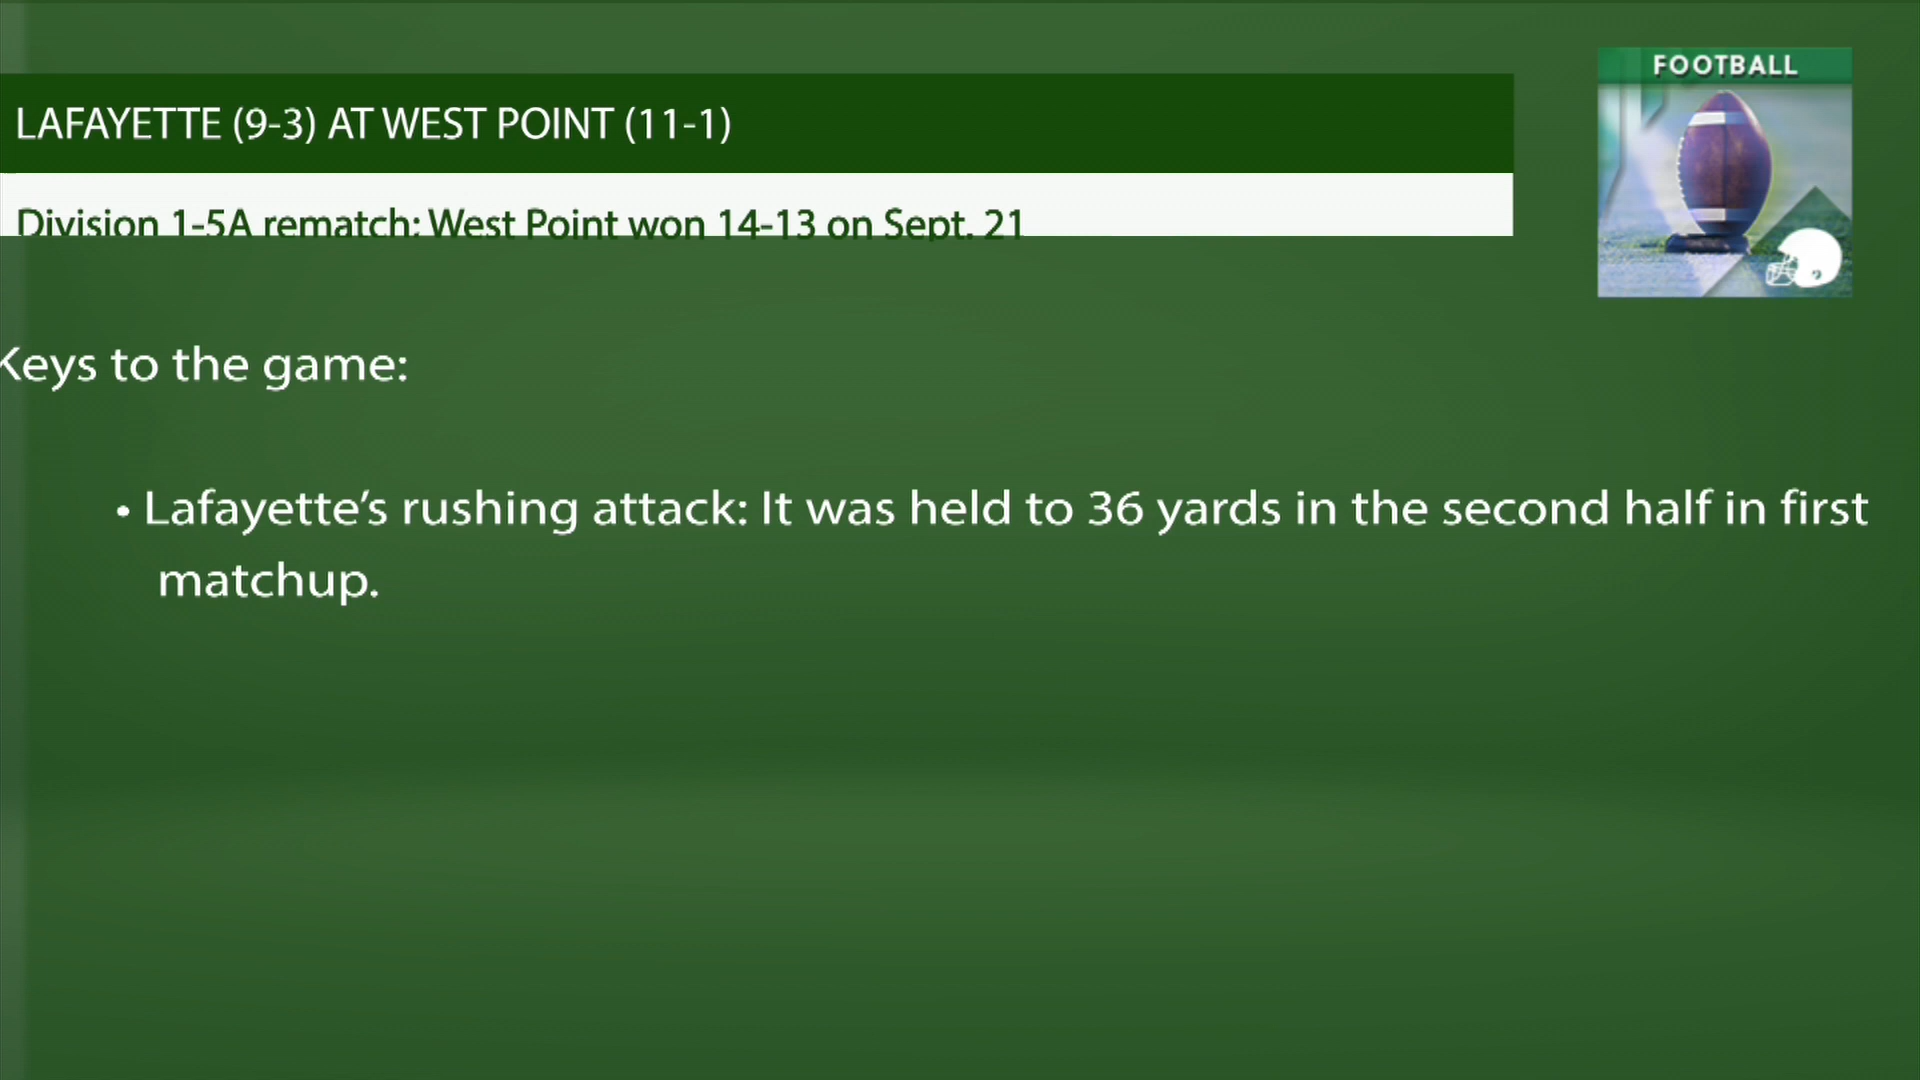 FOOTBALL
LAFAYETTE (9-3) AT WEST POINT (11-1)
Division 1-5A rematch: West Point won 14-13 on Sept. 21
Keys to the game:
• Lafayette’s rushing attack: It was held to 36 yards in the second half in first
matchup.